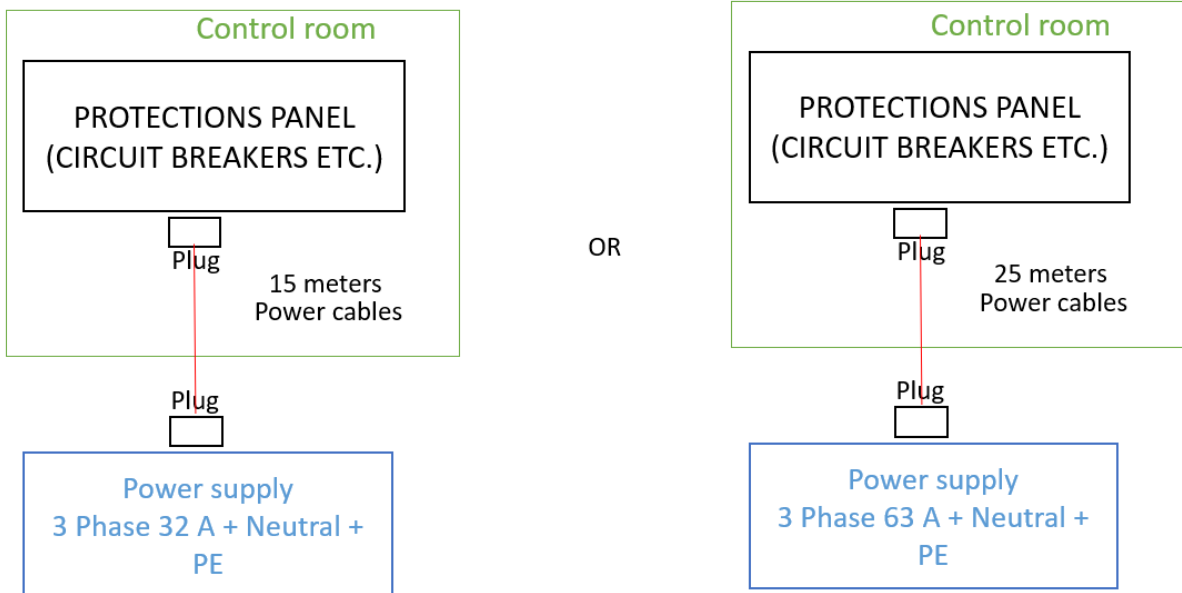 Control room
PROTECTIONS PANEL
(CIRCUIT BREAKERS ETC.)
Plug
15 meters
Power cables
Plug
Power supply
3 Phase 32 A + Neutral +
PE
OR
Control room
PROTECTIONS PANEL
(CIRCUIT BREAKERS ETC.)
Plug
25 meters
Power cables
Plug
Power supply
3 Phase 63 A + Neutral +
PE